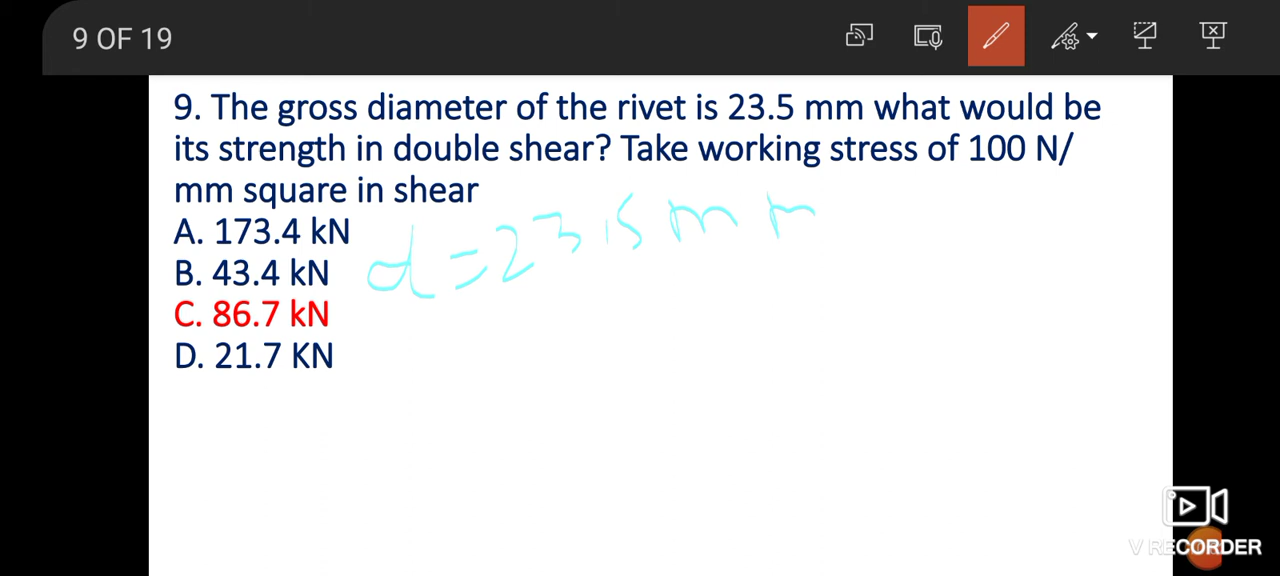 9 OF 19
9. The gross diameter of the rivet is 23.5 mm what would be
its strength in double shear? Take working stress of 100 N/
mm square in shear
A. 173.4 kN
d=23.5mm
B. 43.4 kN
C. 86.7 kN
D. 21.7 KN
V RECORDER